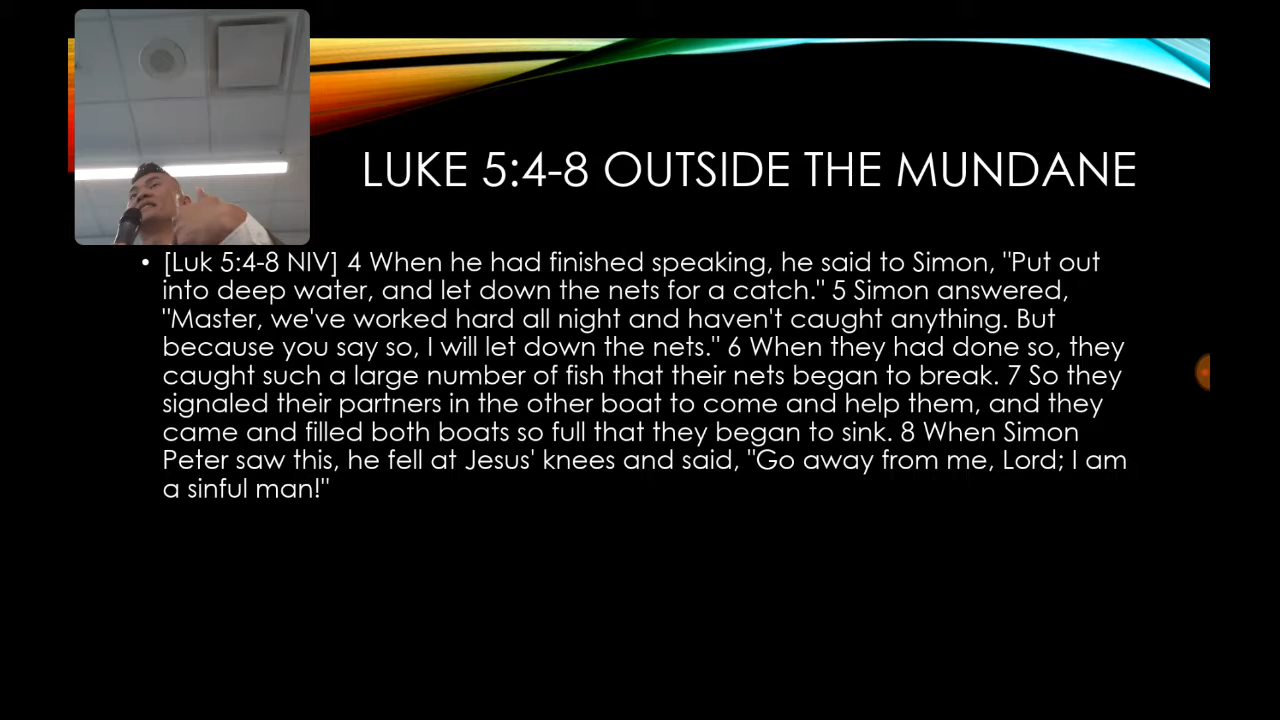 LUKE 5:4-8 OUTSIDE THE MUNDANE
• [Luk 5:4-8 NIV] 4 When he had finished speaking, he said to Simon, "Put out
into deep water, and let down the nets for a catch." 5 Simon answered,
"Master, we've worked hard all night and haven't caught anything. But
because you say so, I will let down the nets." 6 When they had done so, they
caught such a large number of fish that their nets began to break. 7 So they
signaled their partners in the other boat to come and help them, and they
came and filled both boats so full that they began to sink. 8 When Simon
Peter saw this, he fell at Jesus' knees and said, "Go away from me, Lord; I am
a sinful man!"